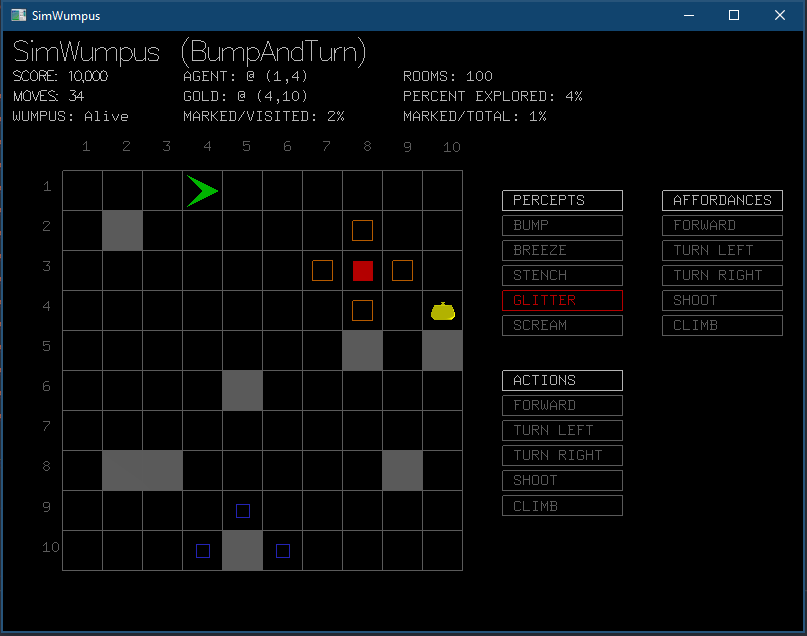 SimWumpus
SimWumpus (BumpAndTurn)
SCORE: 10,000 AGENT: @ (1,4) ROOMS: 100
MOVES: 34 GOLD: @ (4,10) PERCENT EXPLORED: 4%
WUMPUS: Alive MARKED/VISITED: 2% MARKED/TOTAL: 1%
1 2 3 4 5 6 7 8 9 10
1
2
3
4
5
6
7
8
9
10
PERCEPTS
BUMP
BREEZE
STENCH
GLITTER
SCREAM
AFFORDANCES
FORWARD
TURN LEFT
TURN RIGHT
SHOOT
CLIMB
ACTIONS
FORWARD
TURN LEFT
TURN RIGHT
SHOOT
CLIMB